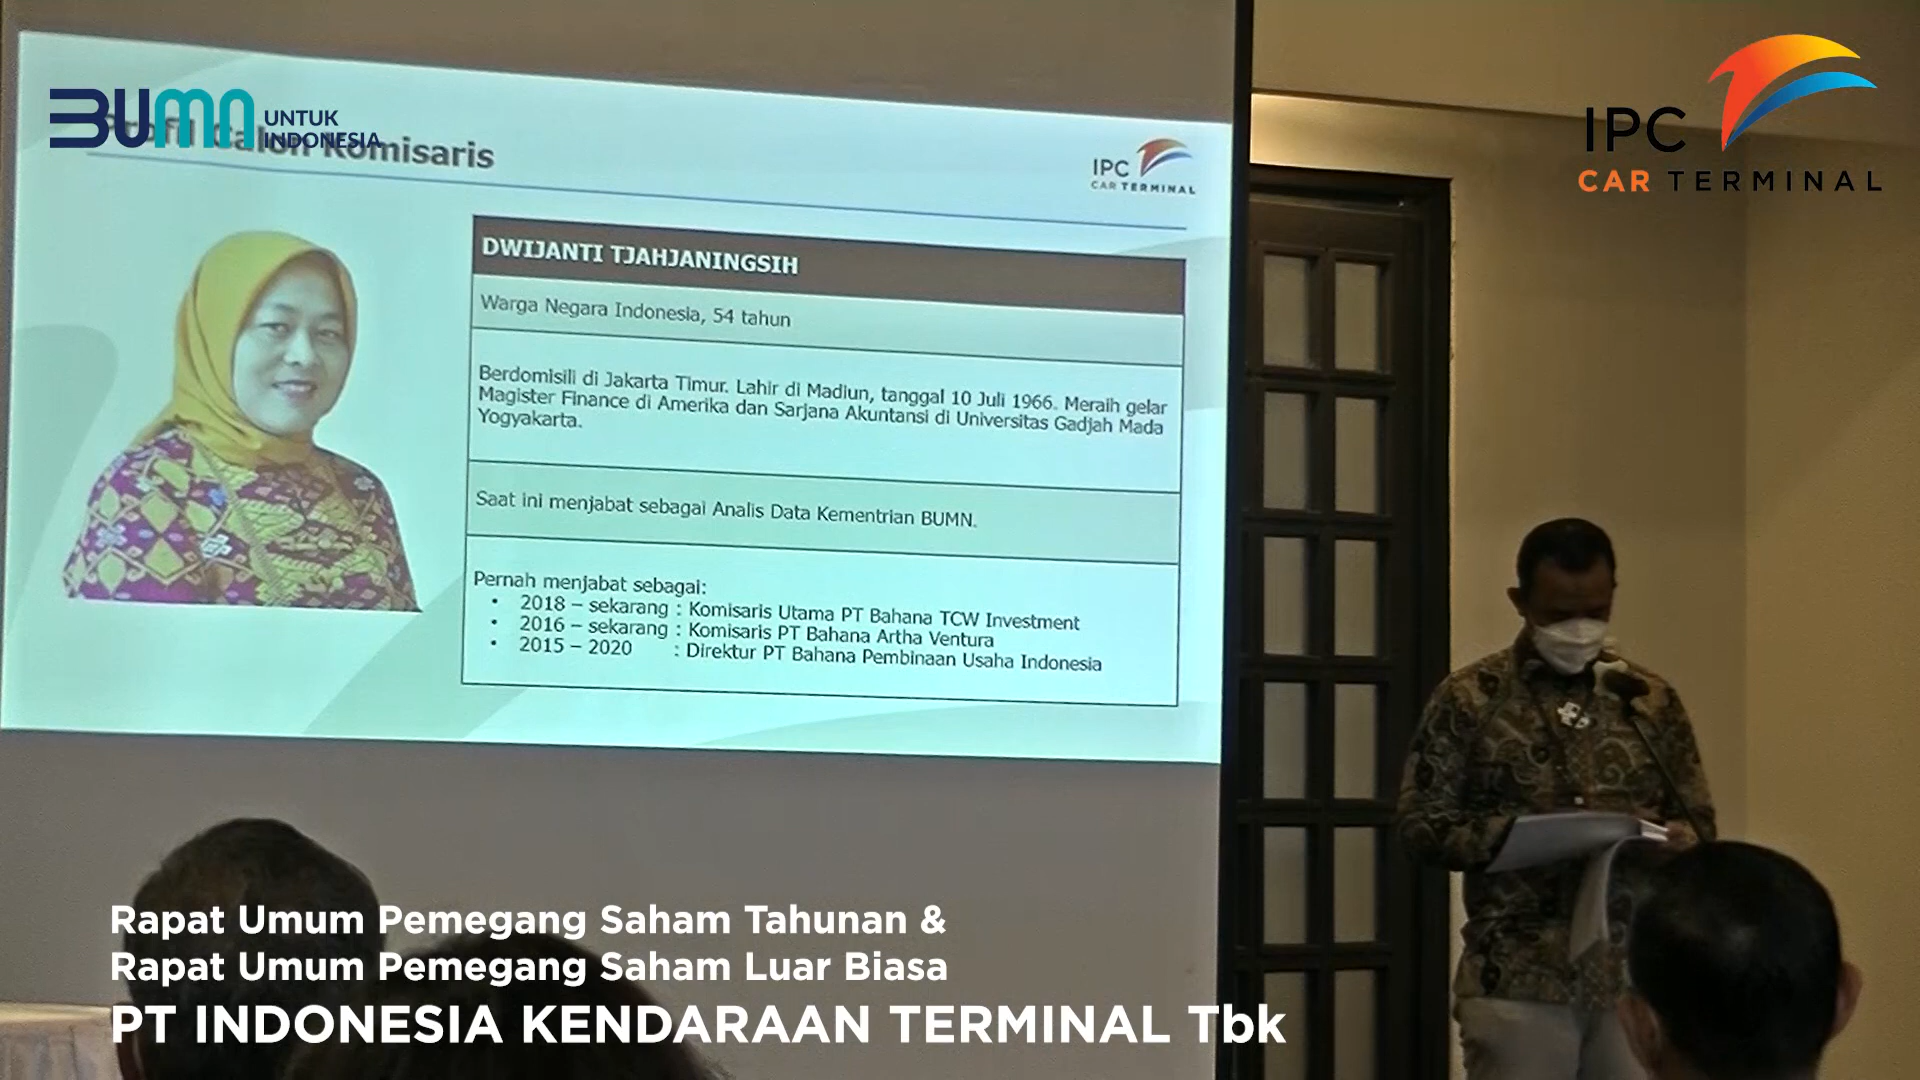 BUMN UNTUK INDONESIA
Profil Calon Komisaris
IPC
CAR TERMINAL
IPC
CAR TERMINAL
DWIJANTI TJAHJANINGSIH
Warga Negara Indonesia, 54 tahun
Berdomisili di Jakarta Timur. Lahir di Madiun, tanggal 10 Juli 1966. Meraih gelar
Magister Finance di Amerika dan Sarjana Akuntansi di Universitas Gadjah Mada
Yogyakarta.
Saat ini menjabat sebagai Analis Data Kementrian BUMN.
Pernah menjabat sebagai:
• 2018 – sekarang : Komisaris Utama PT Bahana TCW Investment
• 2016 – sekarang : Komisaris PT Bahana Artha Ventura
• 2015 – 2020 : Direktur PT Bahana Pembinaan Usaha Indonesia
Rapat Umum Pemegang Saham Tahunan &
Rapat Umum Pemegang Saham Luar Biasa
PT INDONESIA KENDARAAN TERMINAL Tbk